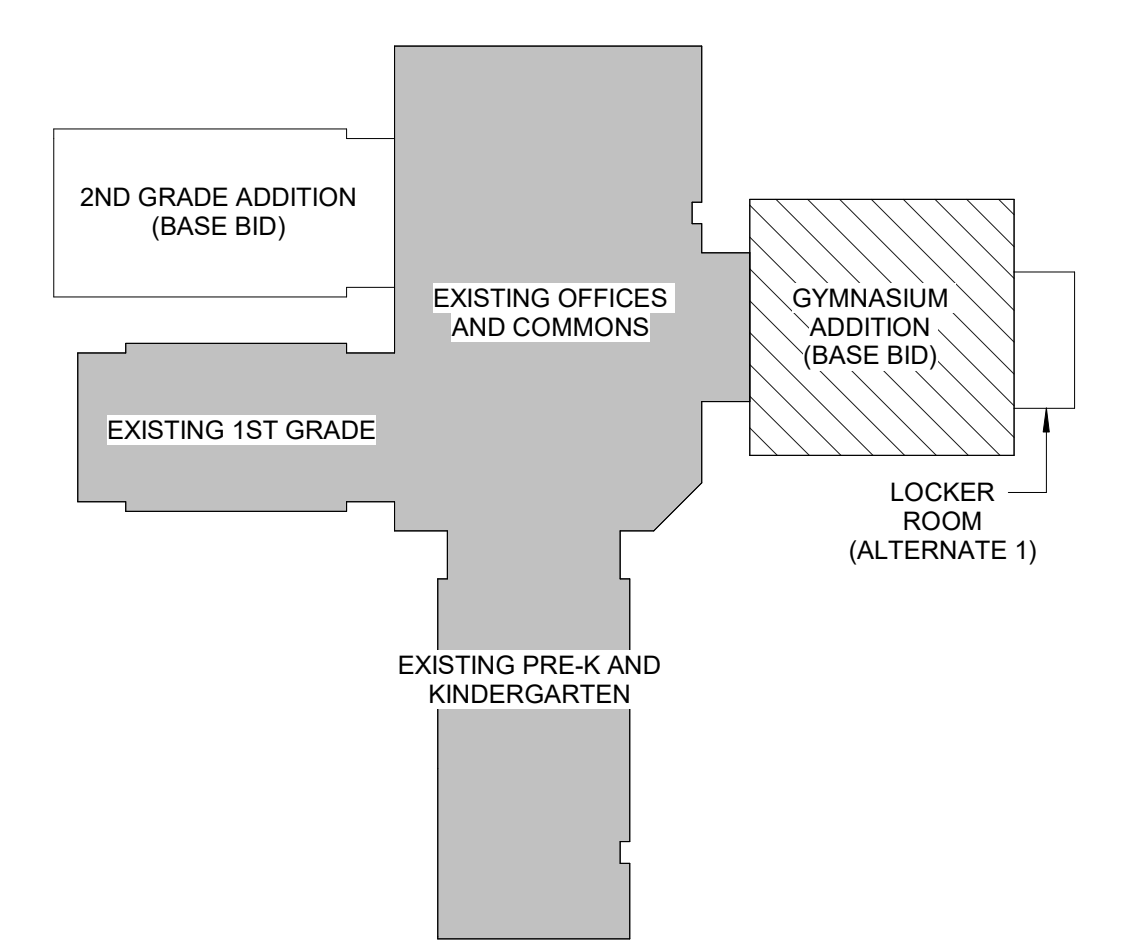 2ND GRADE ADDITION
(BASE BID)
EXISTING OFFICES
AND COMMONS
GYMNASIUM
ADDITION
(BASE BID)
EXISTING 1ST GRADE
LOCKER
ROOM
(ALTERNATE 1)
EXISTING PRE-K AND
KINDERGARTEN